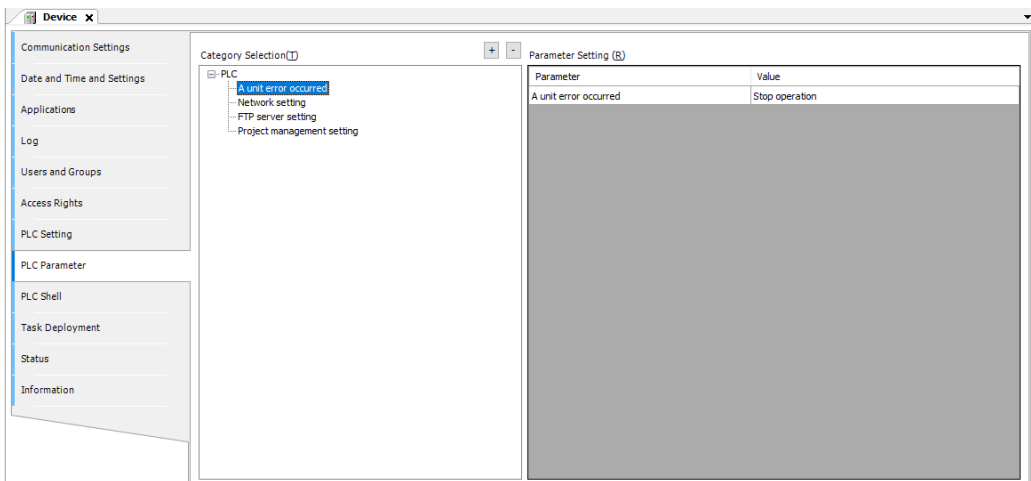 Device
Communication Settings
Date and Time and Settings
Applications
Log
Users and Groups
Access Rights
PLC Setting
PLC Parameter
PLC Shell
Task Deployment
Status
Information
Category Selection(T)
+ -
PLC
A unit error occurred
Network setting
FTP server setting
Project management setting
Parameter Setting (R)
Parameter Value
A unit error occurred Stop operation